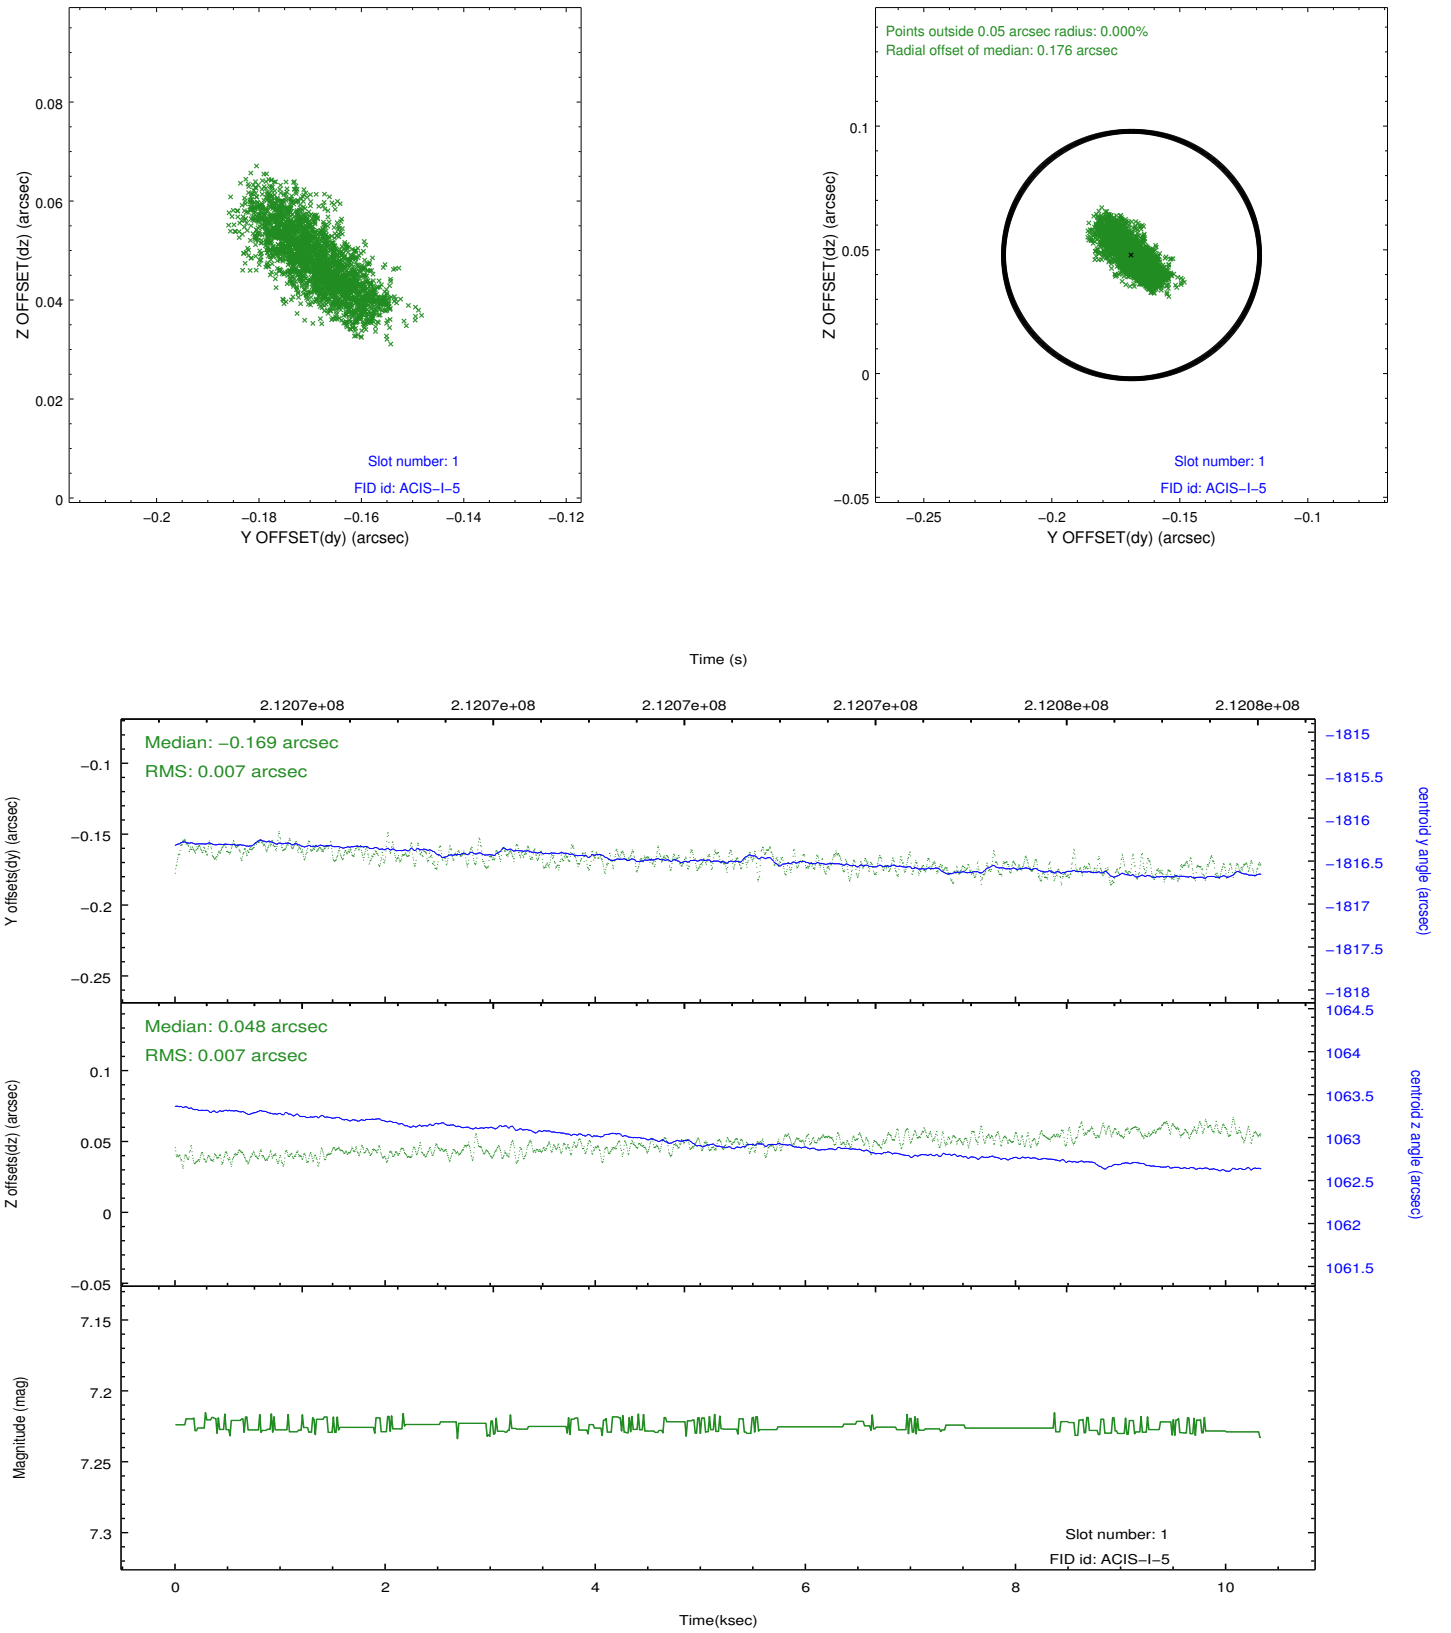 0.08
0.06
0.04
0.02
0
Z OFFSET(dz) (arcsec)
Slot number: 1
FID id: ACIS−I−5
−0.2
−0.18
−0.16
−0.14
−0.12
Y OFFSET(dy) (arcsec)
Points outside 0.05 arcsec radius: 0.000%
Radial offset of median: 0.176 arcsec
0.1
0.05
0
−0.05
Z OFFSET(dz) (arcsec)
Slot number: 1
FID id: ACIS−I−5
−0.25
−0.2
−0.15
−0.1
Y OFFSET(dy) (arcsec)
Time (s)
2.1207e+08
2.1207e+08
2.1207e+08
2.1207e+08
2.1208e+08
2.1208e+08
Median: −0.169 arcsec
RMS: 0.007 arcsec
−0.1
−0.15
−0.2
−0.25
Y offsets(dy) (arcsec)
−1815
−1815.5
−1816
−1816.5
−1817
−1817.5
−1818
centroid y angle (arcsec)
Median: 0.048 arcsec
RMS: 0.007 arcsec
0.1
0.05
0
−0.05
Z offsets(dz) (arcsec)
1064.5
1064
1063.5
1063
1062.5
1062
1061.5
centroid z angle (arcsec)
7.15
7.2
7.25
7.3
Magnitude (mag)
Slot number: 1
FID id: ACIS−I−5
0
2
4
6
8
10
Time(ksec)